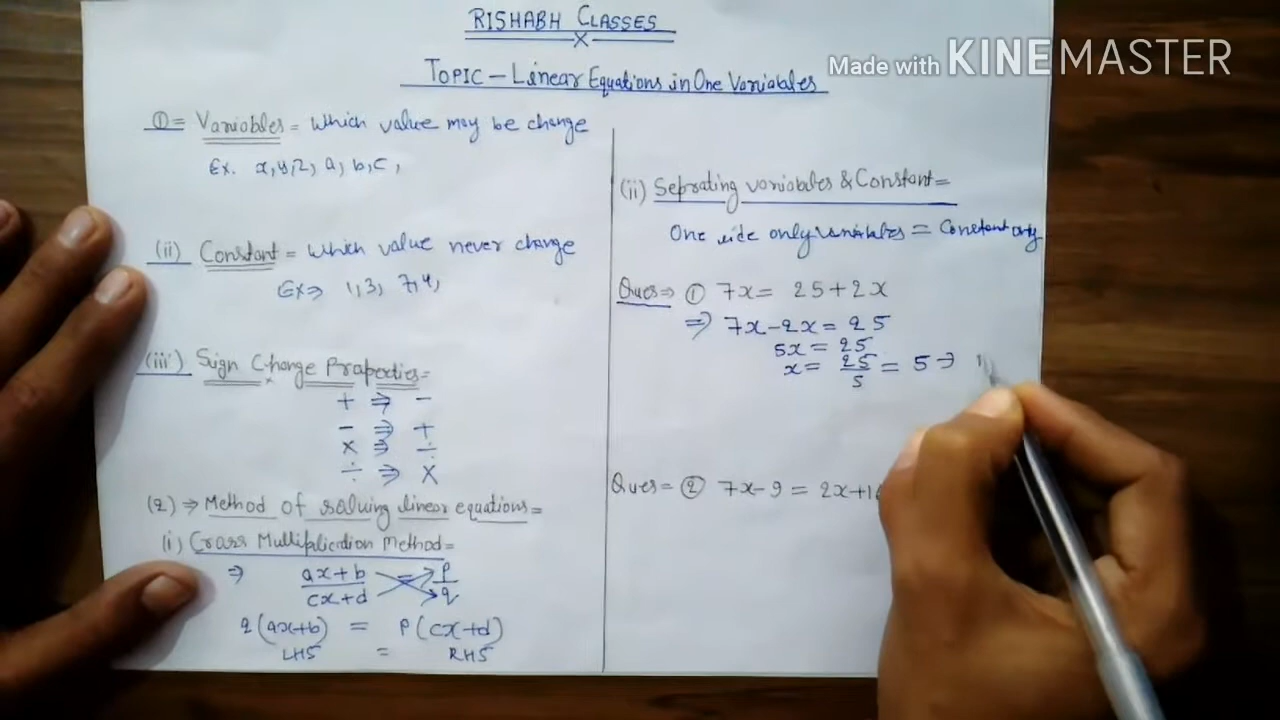 RISHABH CLASSES
Made with KINEMASTER
TOPIC - Linear Equations in One Variables
① = Variables = Which value may be change
Ex. x, y, z, a, b, c,
(ii) Constant = Which value never change
Ex ⇒ 1, 3, 7, 4,
(iii) Sign Change Properties =
+ ⇒ -
- ⇒ +
× ⇒ ÷
÷ ⇒ ×
(2) ⇒ Method of solving linear equations =
(i) Crass Multiplication Method =
⇒ ax+b/cx+d = p/q
q(ax+b) = P(cx+d)
LHS = RHS
(ii) Seprating variables & Constant =
One side only variables = Constant only
Ques ⇒ ① 7x = 25+2x
⇒ 7x-2x = 25
5x = 25
x = 25/5 = 5 →
Ques = ② 7x-9 = 2x+1